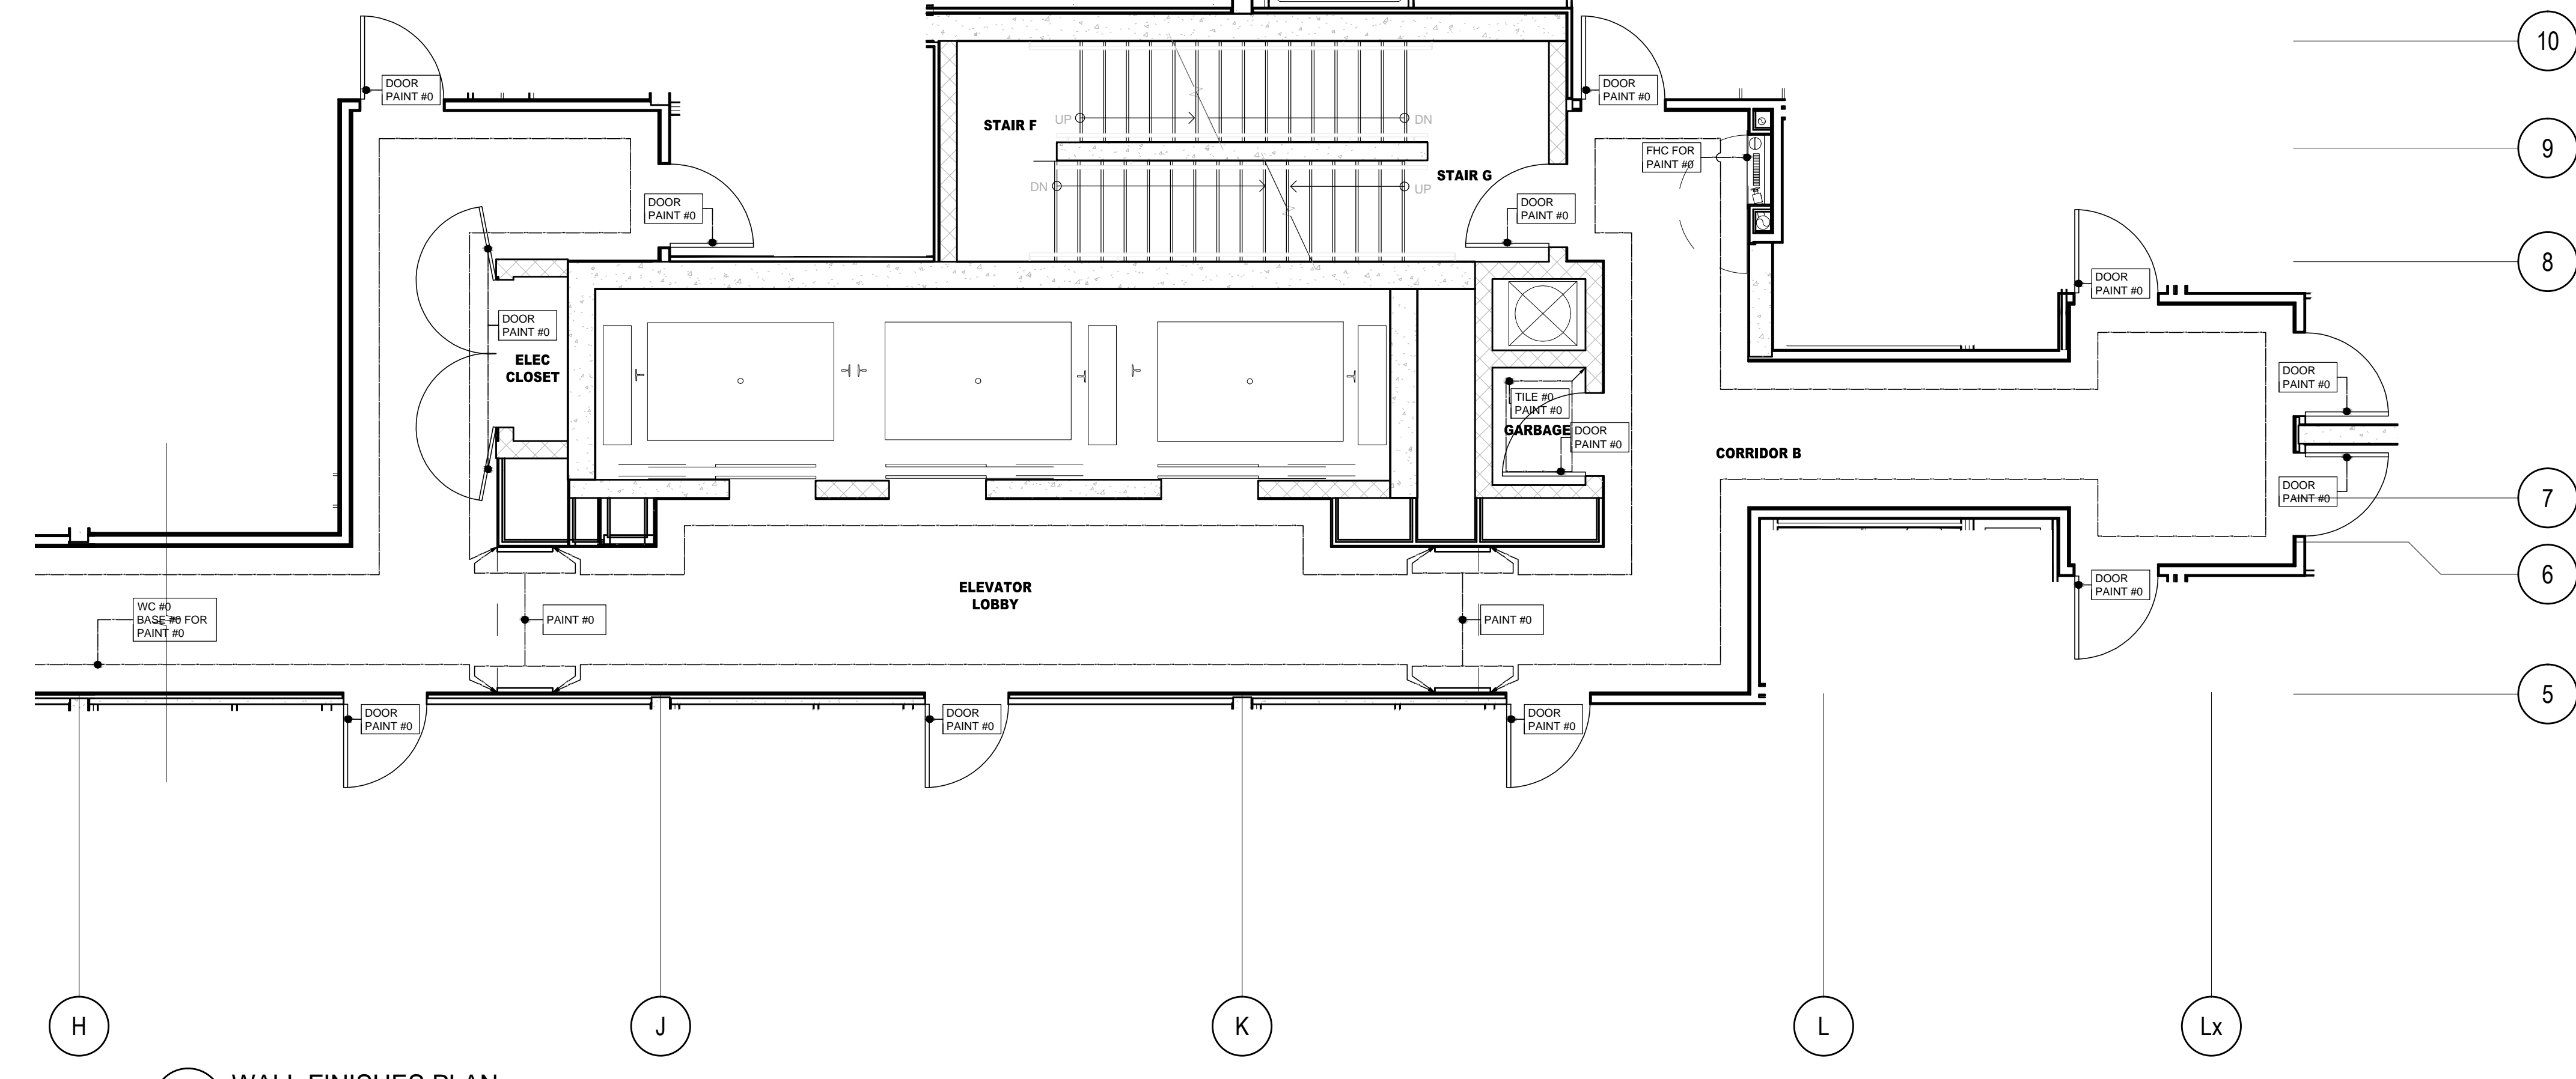 10
DOOR
PAINT #0
DOOR
PAINT #0
UP
DN
STAIR F
9
FHC FOR
PAINT #0
STAIR G
DN
UP
DOOR
PAINT #0
DOOR
PAINT #0
8
DOOR
PAINT #0
DOOR
PAINT #0
ELEC
CLOSET
DOOR
PAINT #0
TILE #0
PAINT #0
GARBAGE
DOOR
PAINT #0
CORRIDOR B
DOOR
PAINT #0
7
6
ELEVATOR
LOBBY
DOOR
PAINT #0
WC #0
BASE #0 FOR
PAINT #0
PAINT #0
PAINT #0
5
DOOR
PAINT #0
DOOR
PAINT #0
DOOR
PAINT #0
H
J
K
L
Lx
WALL FINISHES PLAN